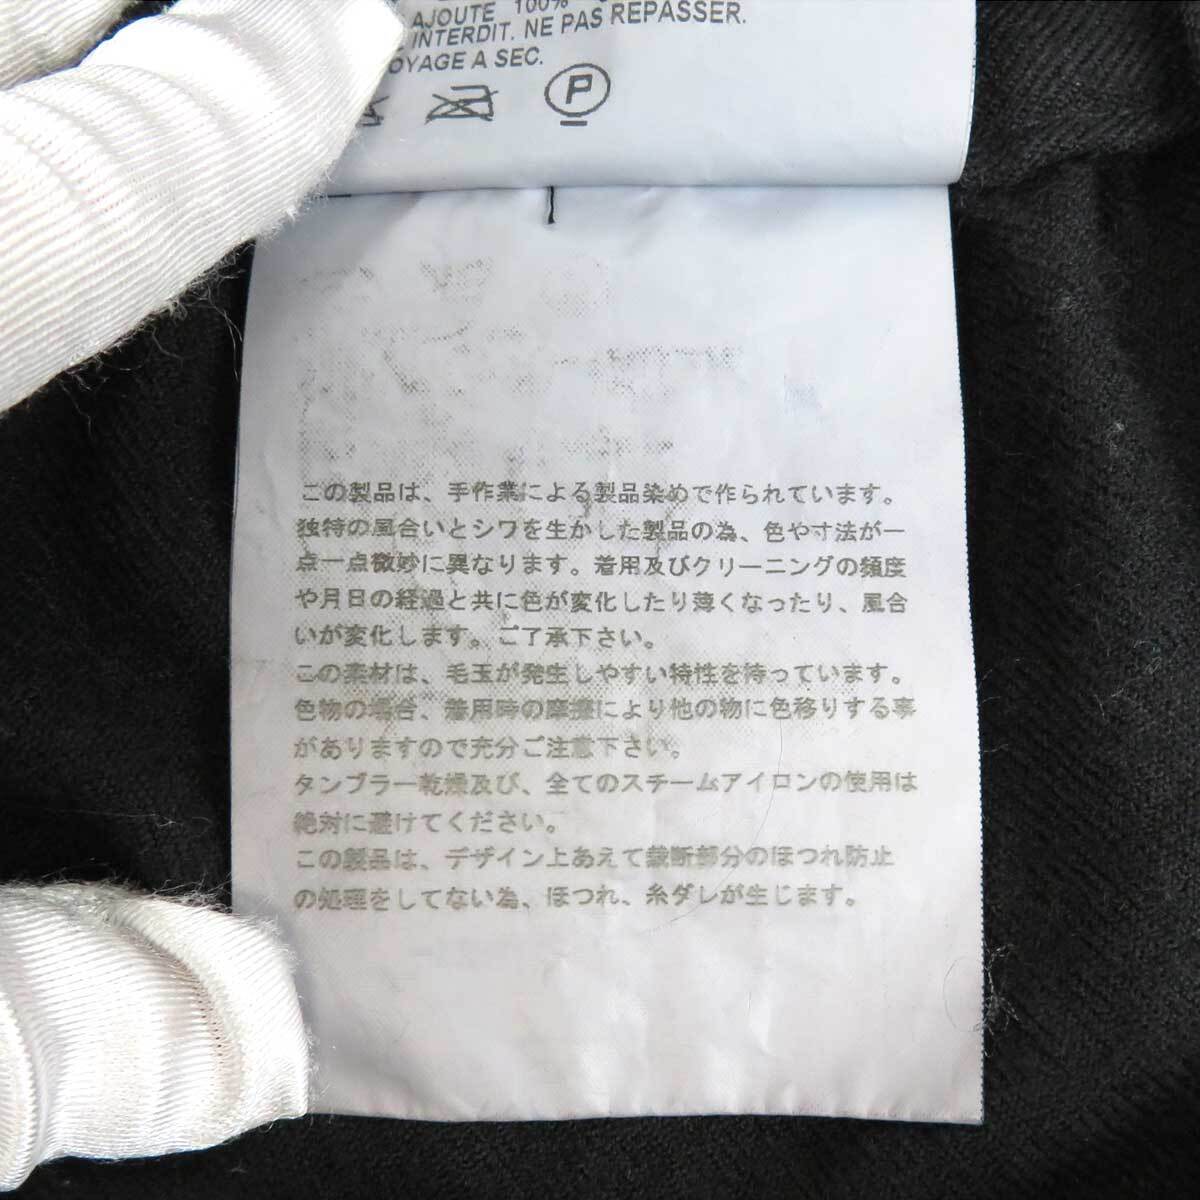 AJOUTE 100%
INTERDIT. NE PAS REPASSER.
OYAGE A SEC.
P
この製品は、手作業による製品染めで作られています。
独特の風合いとシワを生かした製品の為、色や寸法が一
点一点微妙に異なります。着用及びクリーニングの頻度
や月日の経過と共に色が変化したり薄くなったり、風合
いが変化します。ご了承下さい。
この素材は、毛玉が発生しやすい特性を待っています。
色物の場合、着用時の摩擦により他の物に色移りする事
がありますので充分ご注意下さい。
タンブラー乾燥及び、全てのスチームアイロンの使用は
絶対に避けてください。
この製品は、デザイン上あえて裁断部分のほつれ防止
の処理をしてない為、ほつれ、糸ダレが生じます。